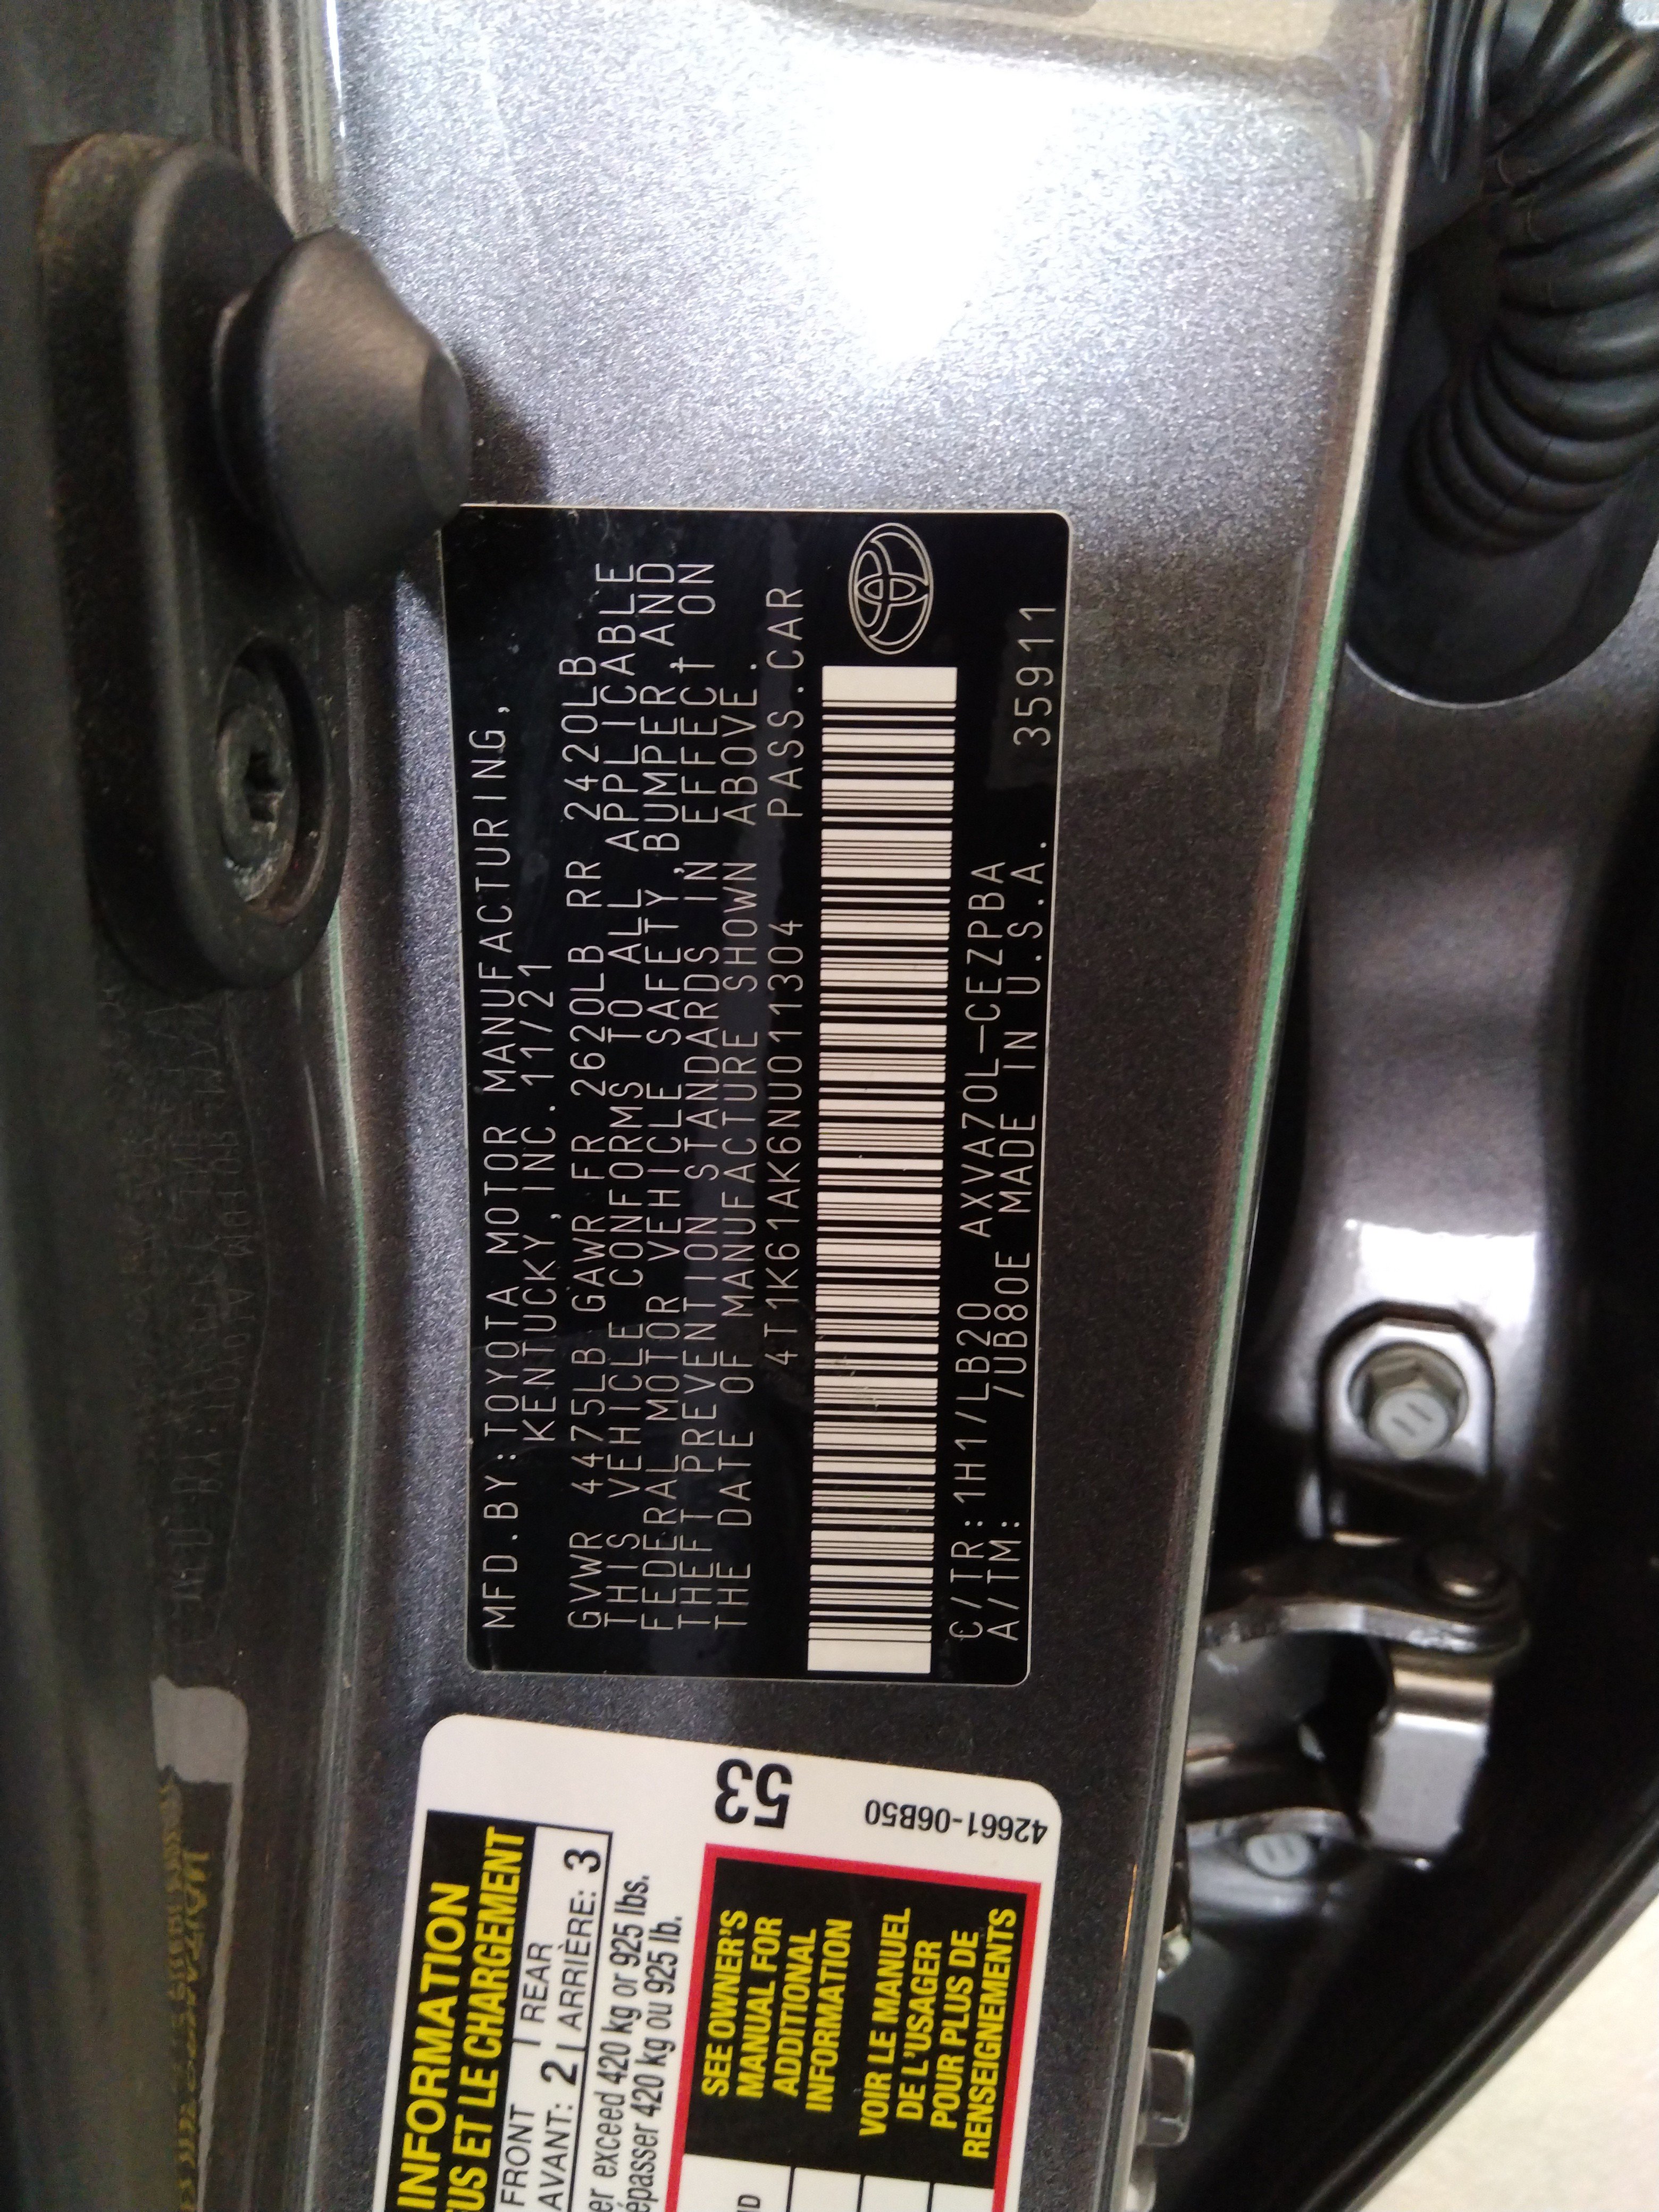 MFD.BY:TOYOTA MOTOR MANUFACTURING,
KENTUCKY, INC. 11/21
GVWR 4475LB GAWR FR 2620LB RR 2420LB
THIS VEHICLE CONFORMS TO ALL APPLICABLE
FEDERAL MOTOR VEHICLE SAFETY,BUMPER,AND
THEFT PREVENTION STANDARDS IN EFFECT ON
THE DATE OF MANUFACTURE SHOWN ABOVE.
4T1K61AK6NU011304 PASS.CAR
C/TR:1H1/LB20 AXVA70L-CEZPBA
A/TM: /UB80E MADE IN U.S.A. 35911
INFORMATION
ET LE CHARGEMENT
FRONT REAR
AVANT: 2 ARRIÈRE: 3
exceed 420 kg or 925 lbs.
420 kg ou 925 lb.
53
42661-06B50
SEE OWNER'S
MANUAL FOR
ADDITIONAL
INFORMATION
VOIR LE MANUEL
DE L'USAGER
POUR PLUS DE
RENSEIGNEMENTS